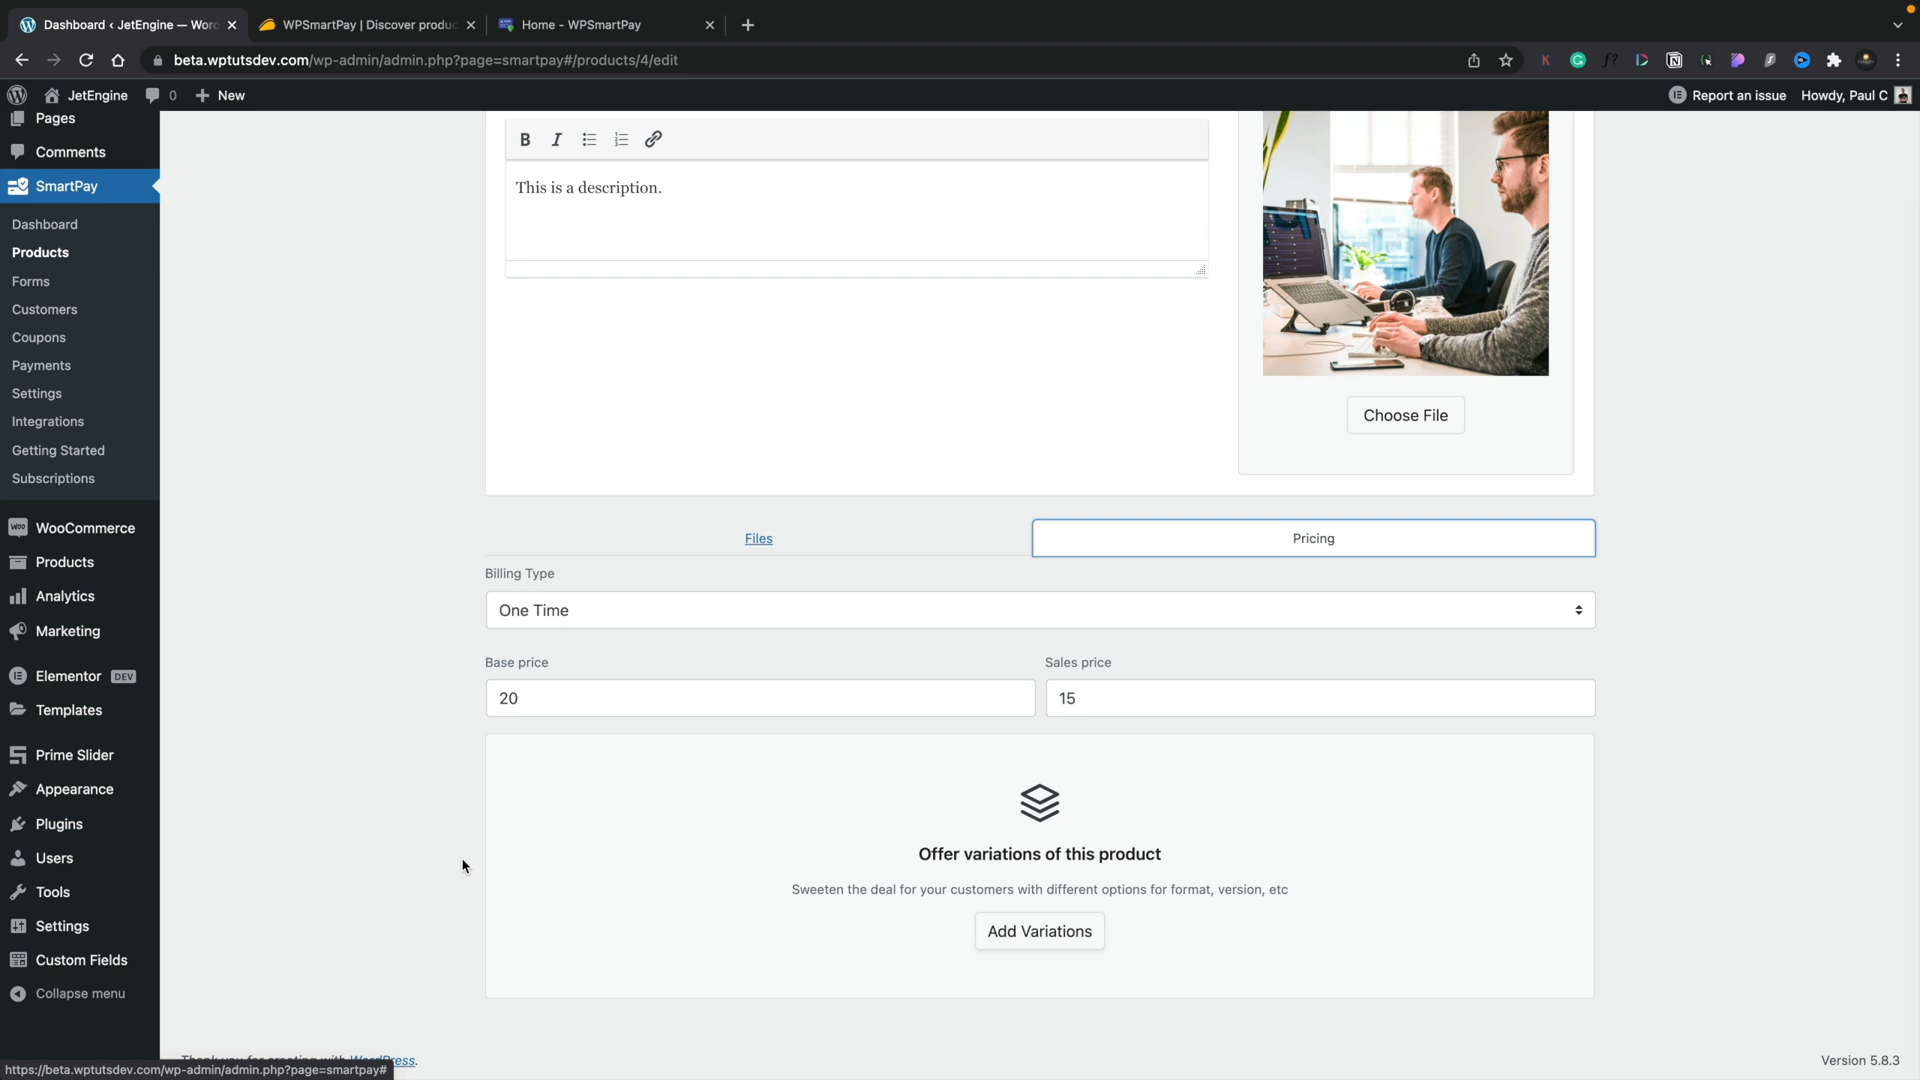 Dashboard ‹ JetEngine — Wor
WPSmartPay | Discover produc
Home - WPSmartPay
beta.wptutsdev.com/wp-admin/admin.php?page=smartpay#/products/4/edit
JetEngine
0
New
Report an issue
Howdy, Paul C
Pages
Comments
SmartPay
Dashboard
Products
Forms
Customers
Coupons
Payments
Settings
Integrations
Getting Started
Subscriptions
WooCommerce
Products
Analytics
Marketing
Elementor DEV
Templates
Prime Slider
Appearance
Plugins
Users
Tools
Settings
Custom Fields
Collapse menu
B I
This is a description.
Choose File
Files
Pricing
Billing Type
One Time
Base price
Sales price
20
15
Offer variations of this product
Sweeten the deal for your customers with different options for format, version, etc
Add Variations
Thank you for creating with WordPress.
Version 5.8.3
https://beta.wptutsdev.com/wp-admin/admin.php?page=smartpay#